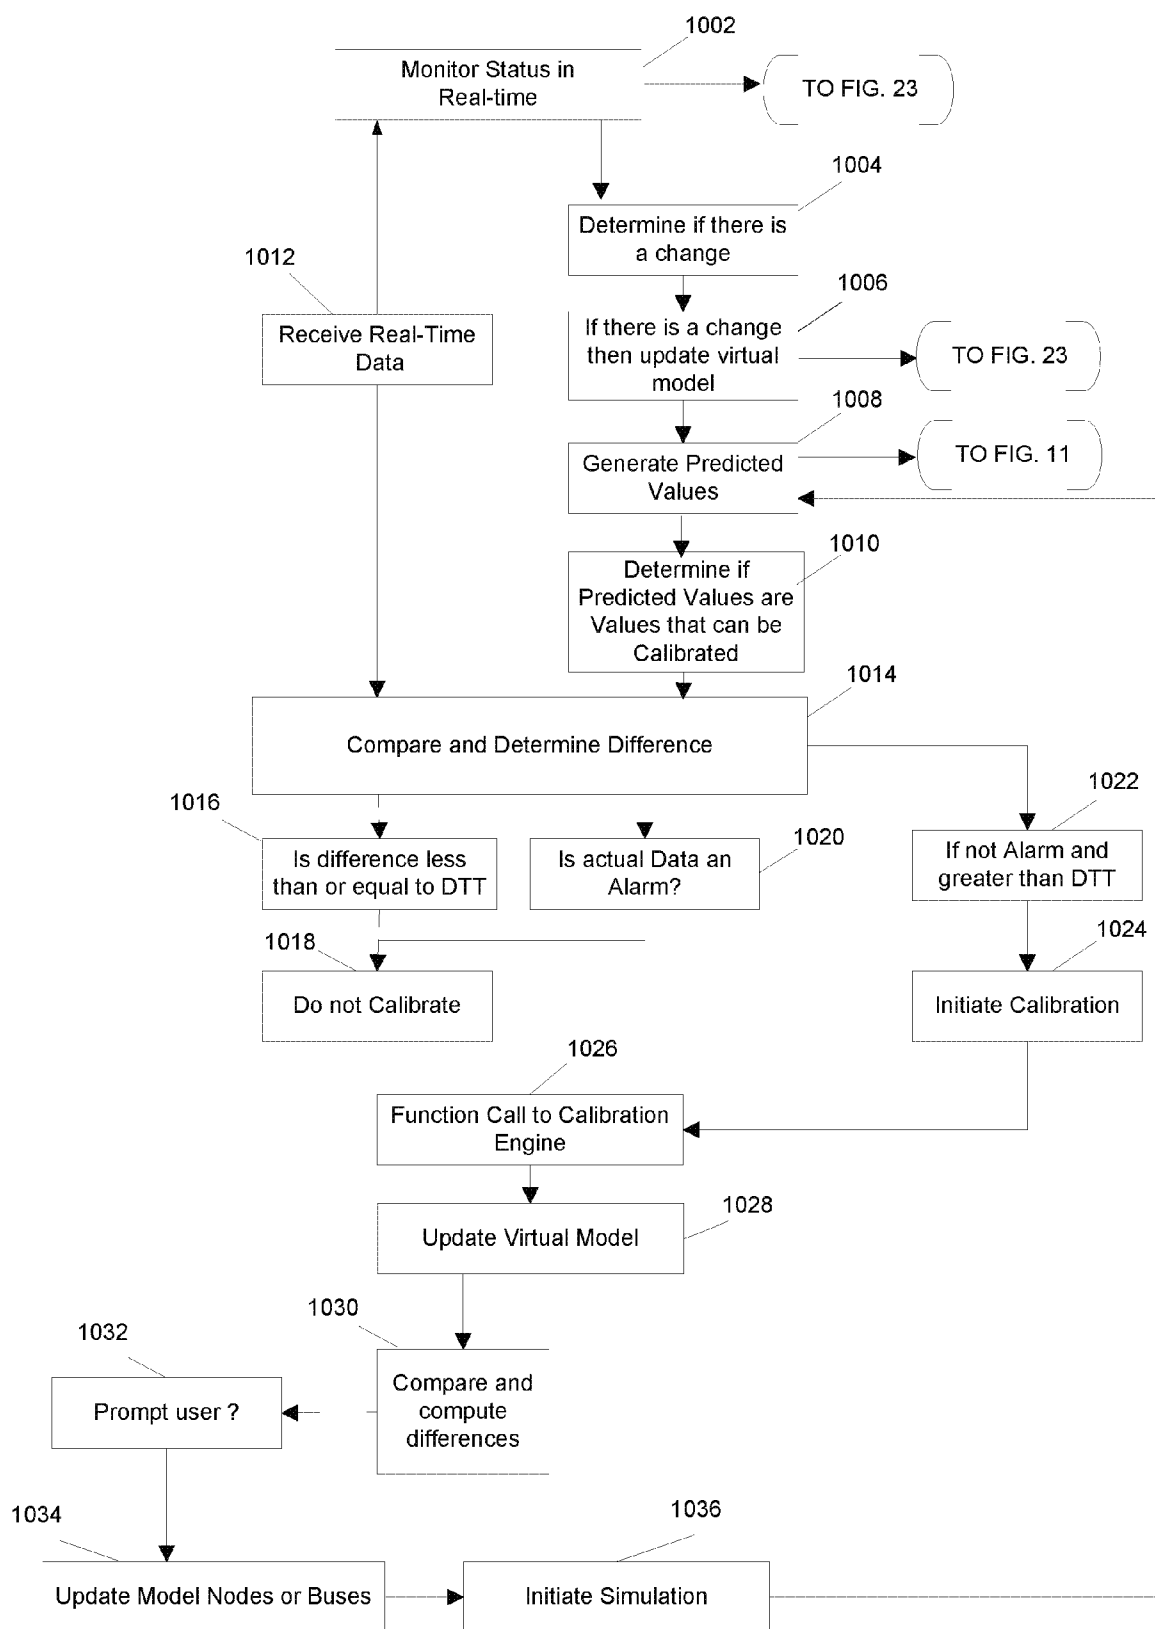 1002
Monitor Status in
Real-time
TO FIG. 23
1004
Determine if there is
a change
1012
Receive Real-Time
Data
1006
If there is a change
then update virtual
model
TO FIG. 23
1008
Generate Predicted
Values
TO FIG. 11
1010
Determine if
Predicted Values are
Values that can be
Calibrated
1014
Compare and Determine Difference
1016
Is difference less
than or equal to DTT
1020
Is actual Data an
Alarm?
1022
If not Alarm and
greater than DTT
1018
Do not Calibrate
1024
Initiate Calibration
1026
Function Call to Calibration
Engine
1028
Update Virtual Model
1030
Compare and
compute
differences
1032
Prompt user ?
1034
Update Model Nodes or Buses
1036
Initiate Simulation